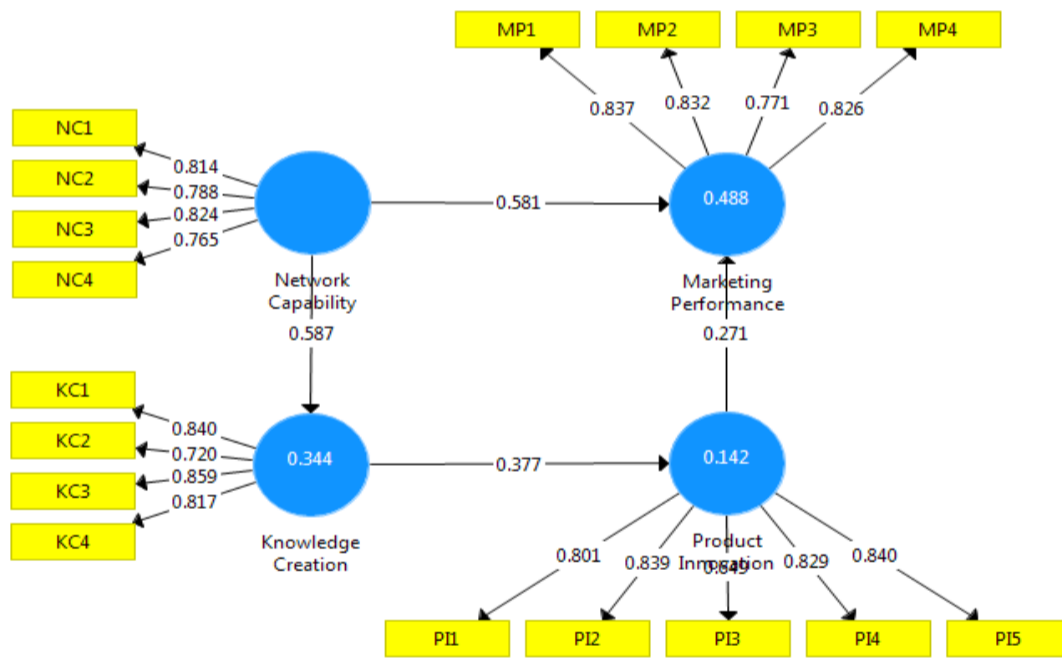 MP1 MP2 MP3 MP4
0.837 0.832 0.771 0.826
NC1
NC2
NC3
NC4
0.814
0.788
0.824
0.765
0.581
0.488
Network
Capability
Marketing
Performance
0.587
0.271
KC1
KC2
KC3
KC4
0.840
0.720
0.859
0.817
0.344
0.377
0.142
Knowledge
Creation
Product
Innovation
0.801 0.839 0.849 0.829 0.840
PI1 PI2 PI3 PI4 PI5